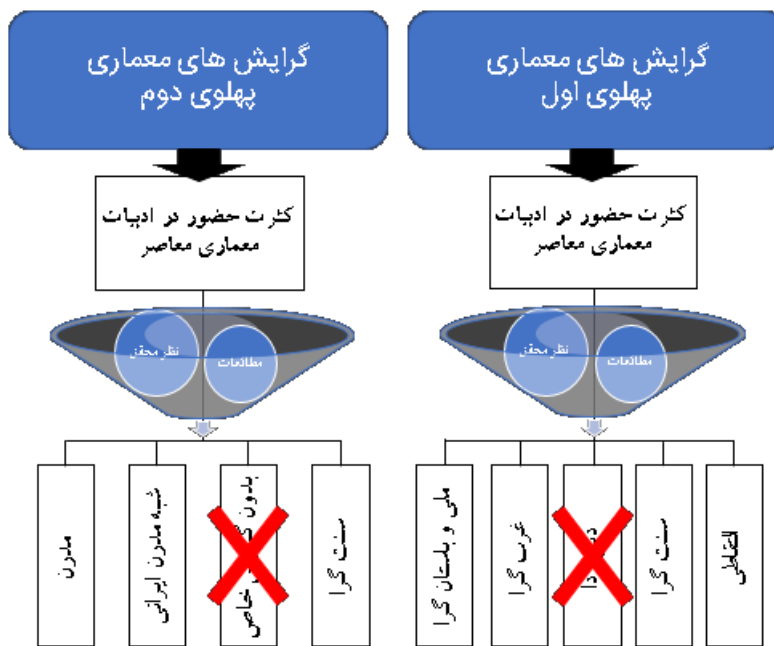 گرایش های معماری
پهلوی اول
کثرت حضور در ادبیات
معماری معاصر
نظر محقق
مطالعات
التقاطی
سنت گرا
غرب گرا
ملی و باستان گرا
گرایش های معماری
پهلوی دوم
کثرت حضور در ادبیات
معماری معاصر
نظر محقق
مطالعات
سنت گرا
بدون خاص
شبه مدرن ایرانی
مدرن